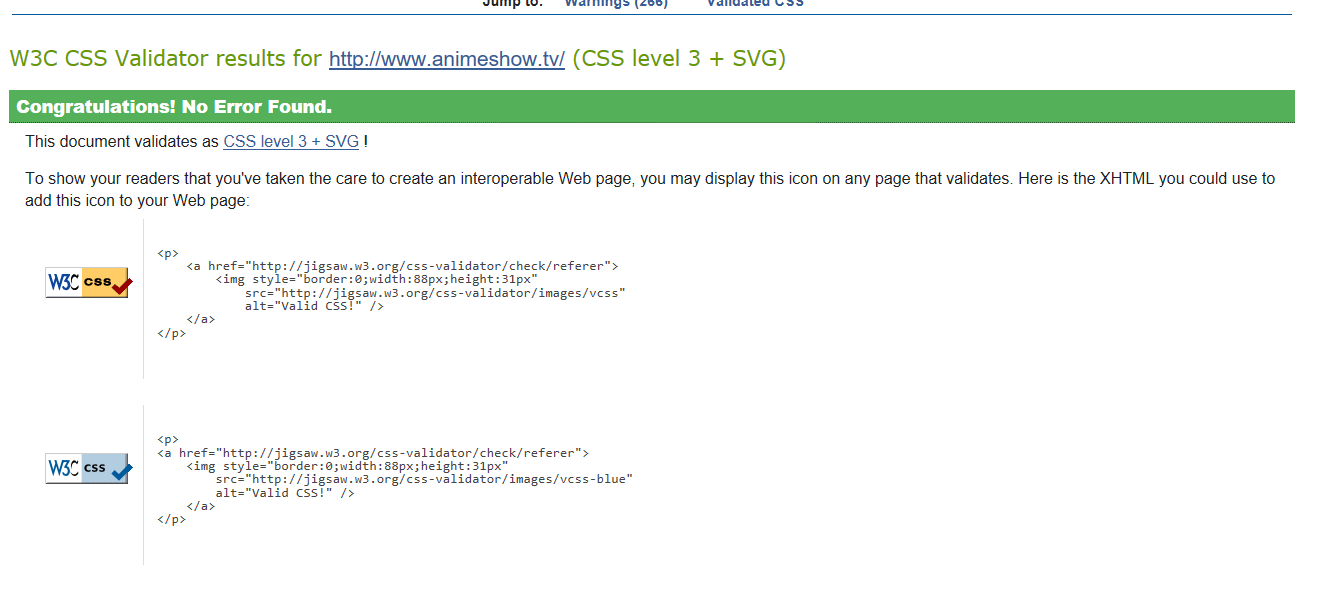 Jump to: Warnings (266) Validated CSS
W3C CSS Validator results for http://www.animeshow.tv/ (CSS level 3 + SVG)
Congratulations! No Error Found.
This document validates as CSS level 3 + SVG !
To show your readers that you've taken the care to create an interoperable Web page, you may display this icon on any page that validates. Here is the XHTML you could use to
add this icon to your Web page:
W3C css
<p>
<a href="http://jigsaw.w3.org/css-validator/check/referer">
<img style="border:0;width:88px;height:31px"
src="http://jigsaw.w3.org/css-validator/images/vcss"
alt="Valid CSS!" />
</a>
</p>
W3C css
<p>
<a href="http://jigsaw.w3.org/css-validator/check/referer">
<img style="border:0;width:88px;height:31px"
src="http://jigsaw.w3.org/css-validator/images/vcss-blue"
alt="Valid CSS!" />
</a>
</p>